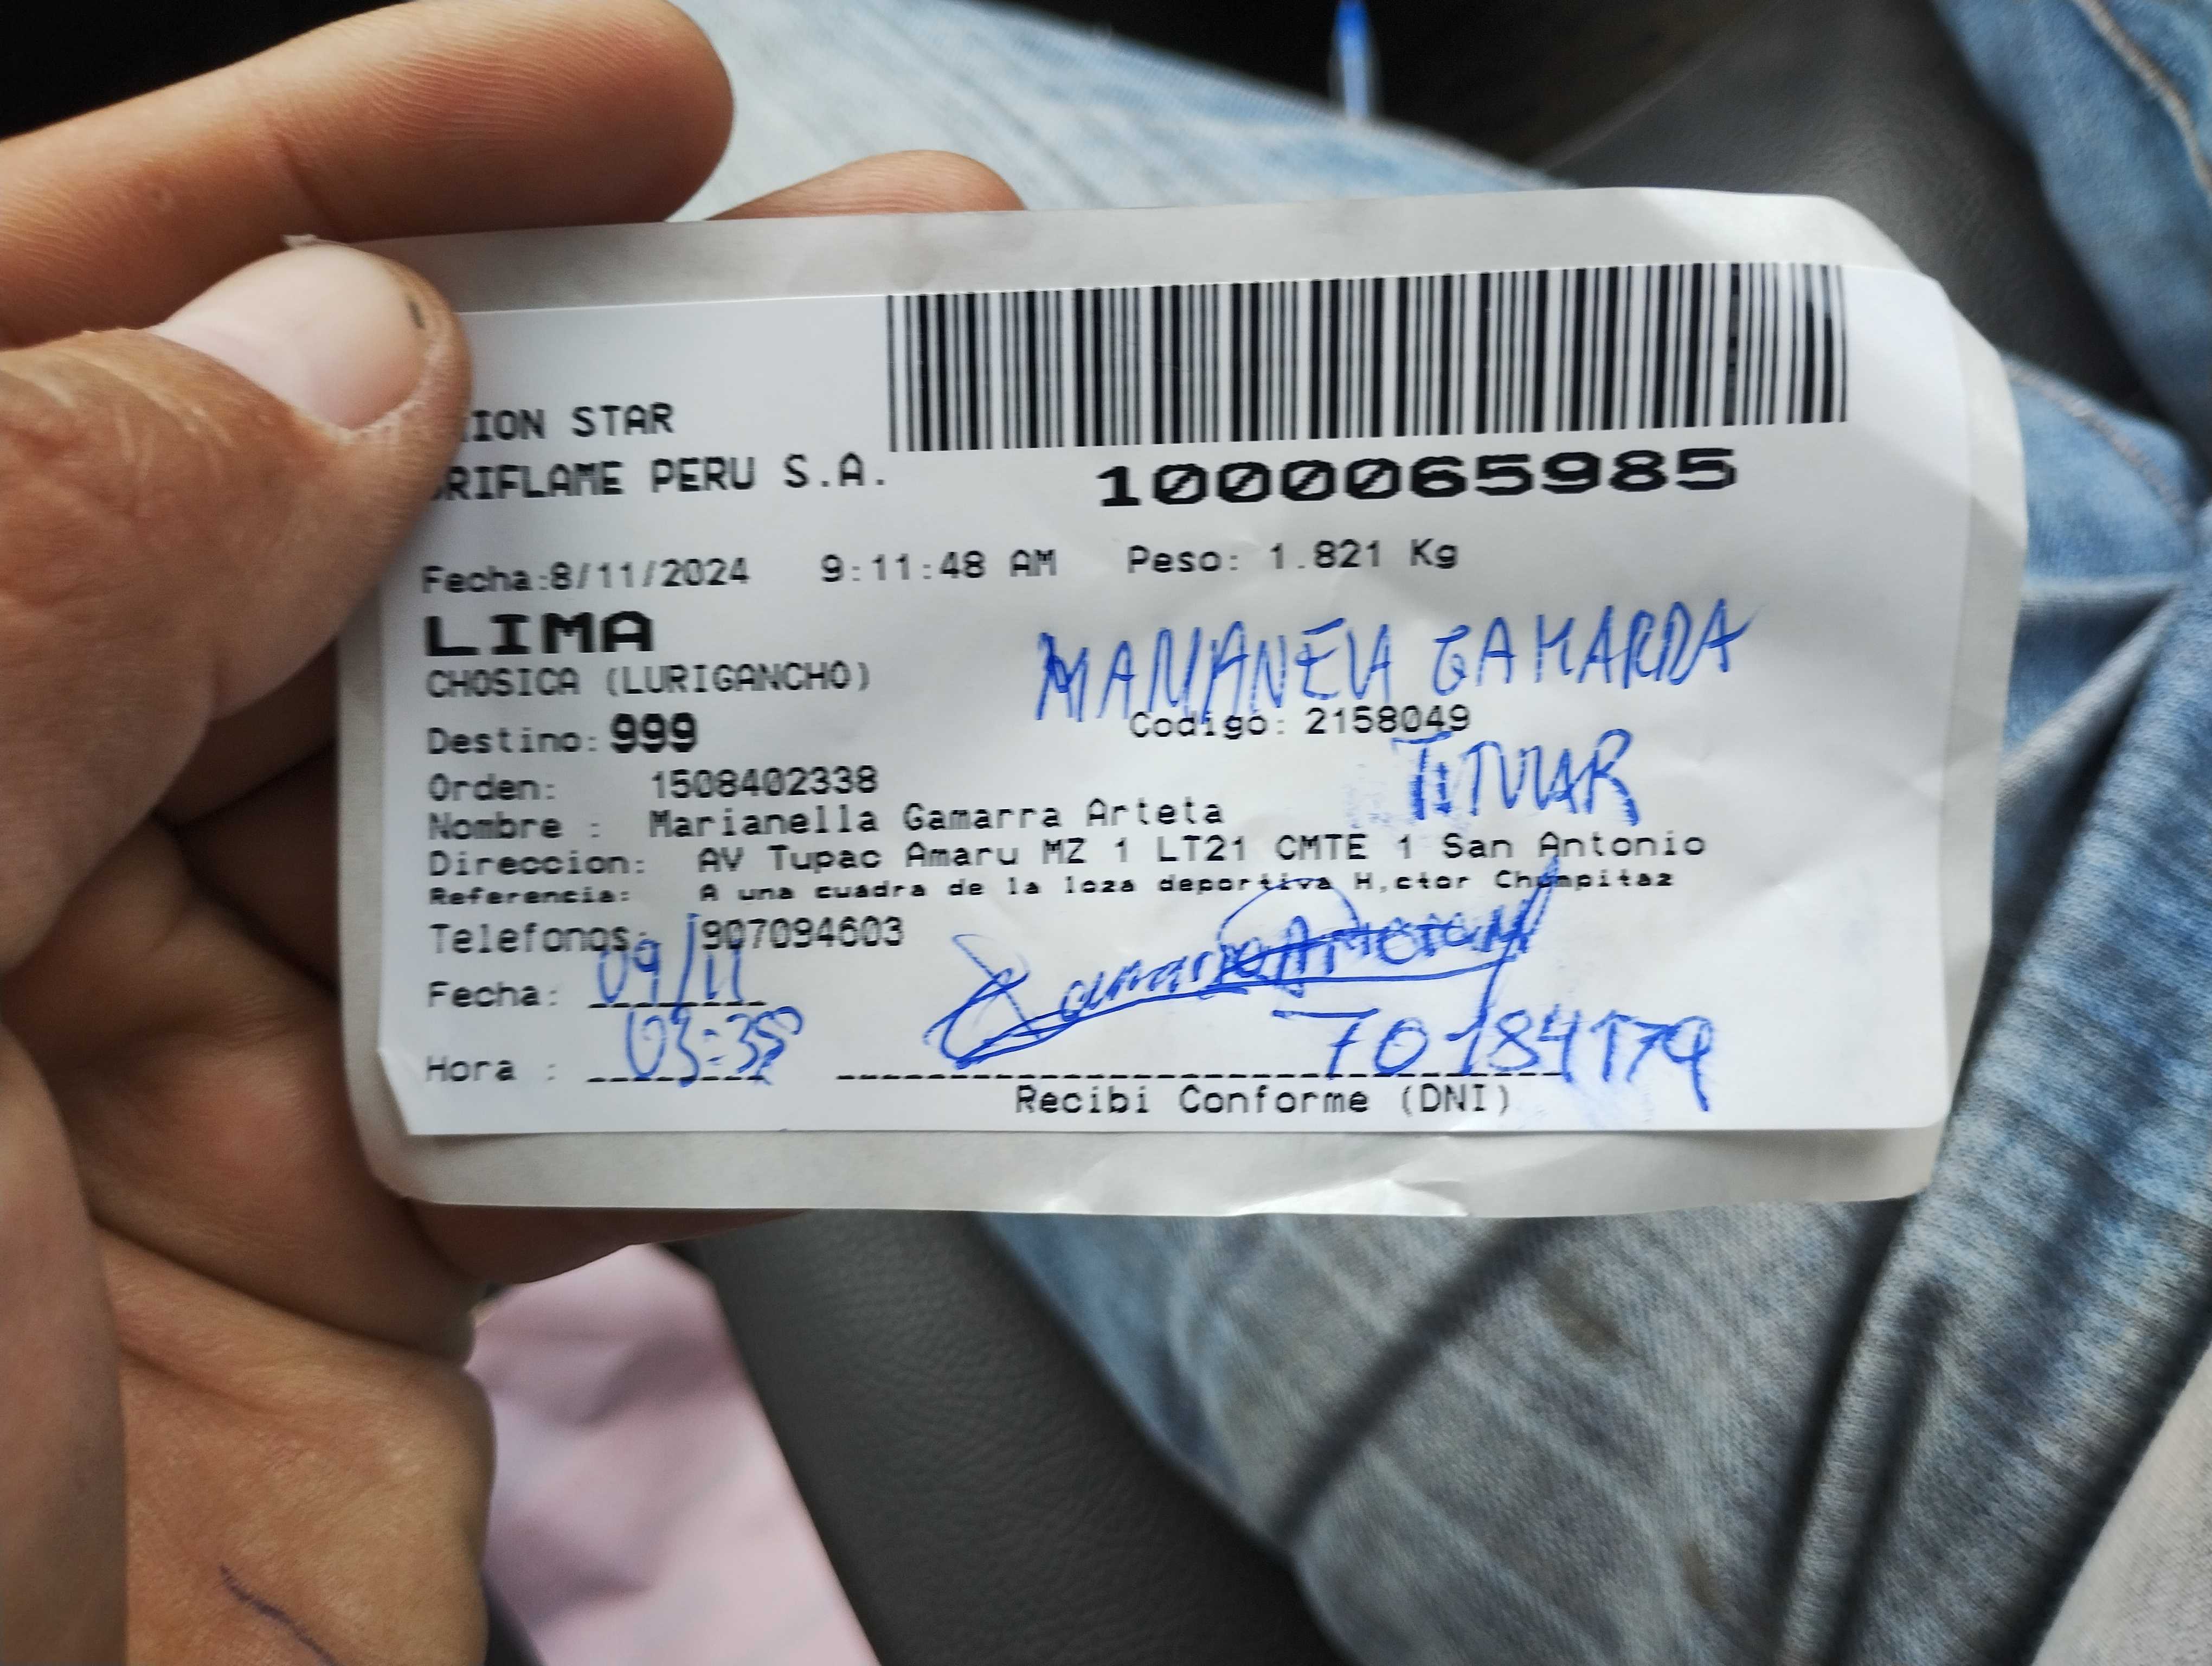 ION STAR
RIFLAME PERU S.A.
1000065985
Fecha:8/11/2024 9:11:48 AM Peso: 1.821 Kg
LIMA
CHOSICA (LURIGANCHO)
MARIANELA GAMARRA
Destino: 999 Codigo: 2158049
TITULAR
Orden: 1508402338
Nombre : Marianella Gamarra Arteta
Direccion: AV Tupac Amaru MZ 1 LT21 CMTE 1 San Antonio
Referencia: A una cuadra de la loza deportiva H,ctor Chumpitaz
Telefonos: 907094603
Fecha: 09/11
Hora : 03:35
70184179
Recibi Conforme (DNI)